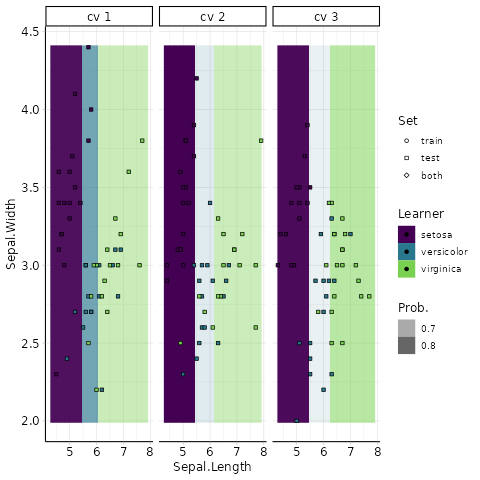 cv 1 cv 2 cv 3
4.5
4.0
3.5
3.0
2.5
2.0
Sepal.Width
5 6 7 8 5 6 7 8 5 6 7 8
Sepal.Length
Set
train
test
both
Learner
setosa
versicolor
virginica
Prob.
0.7
0.8